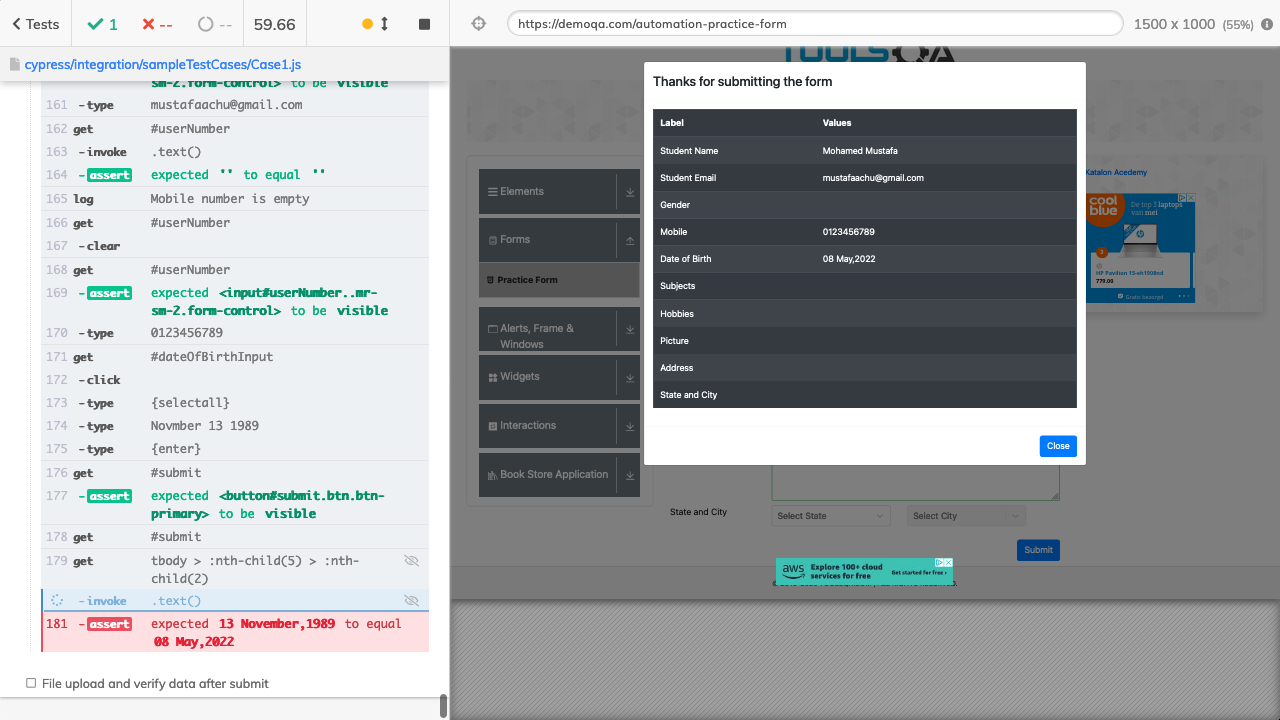 Tests
1
--
--
59.66
https://demoqa.com/automation-practice-form
1500 x 1000 (55%)
cypress/integration/sampleTestCases/Case1.js
sm-2.form-control> to be visible
161 -type mustafaachu@gmail.com
162 get #userNumber
163 -invoke .text()
164 -assert expected '' to equal ''
165 log Mobile number is empty
166 get #userNumber
167 -clear
168 get #userNumber
169 -assert expected <input#userNumber..mr-
sm-2.form-control> to be visible
170 -type 0123456789
171 get #dateOfBirthInput
172 -click
173 -type {selectall}
174 -type Novmber 13 1989
175 -type {enter}
176 get #submit
177 -assert expected <button#submit.btn.btn-
primary> to be visible
178 get #submit
179 get tbody > :nth-child(5) > :nth-
child(2)
-invoke .text()
181 -assert expected 13 November,1989 to equal
08 May,2022
File upload and verify data after submit
TOOLSQA
Elements
Forms
Practice Form
Alerts, Frame &
Windows
Widgets
Interactions
Book Store Application
Thanks for submitting the form
Label Values
Student Name Mohamed Mustafa
Student Email mustafaachu@gmail.com
Gender
Mobile 0123456789
Date of Birth 08 May,2022
Subjects
Hobbies
Picture
Address
State and City
Close
Katalon Acedemy
cool
blue
De top 3 laptops
van mei
HP Pavilion 15-eh1908nd
779.00
Gratis bezorgd
State and City
Select State
Select City
Submit
aws
Explore 100+ cloud
services for free
Get started for free ›